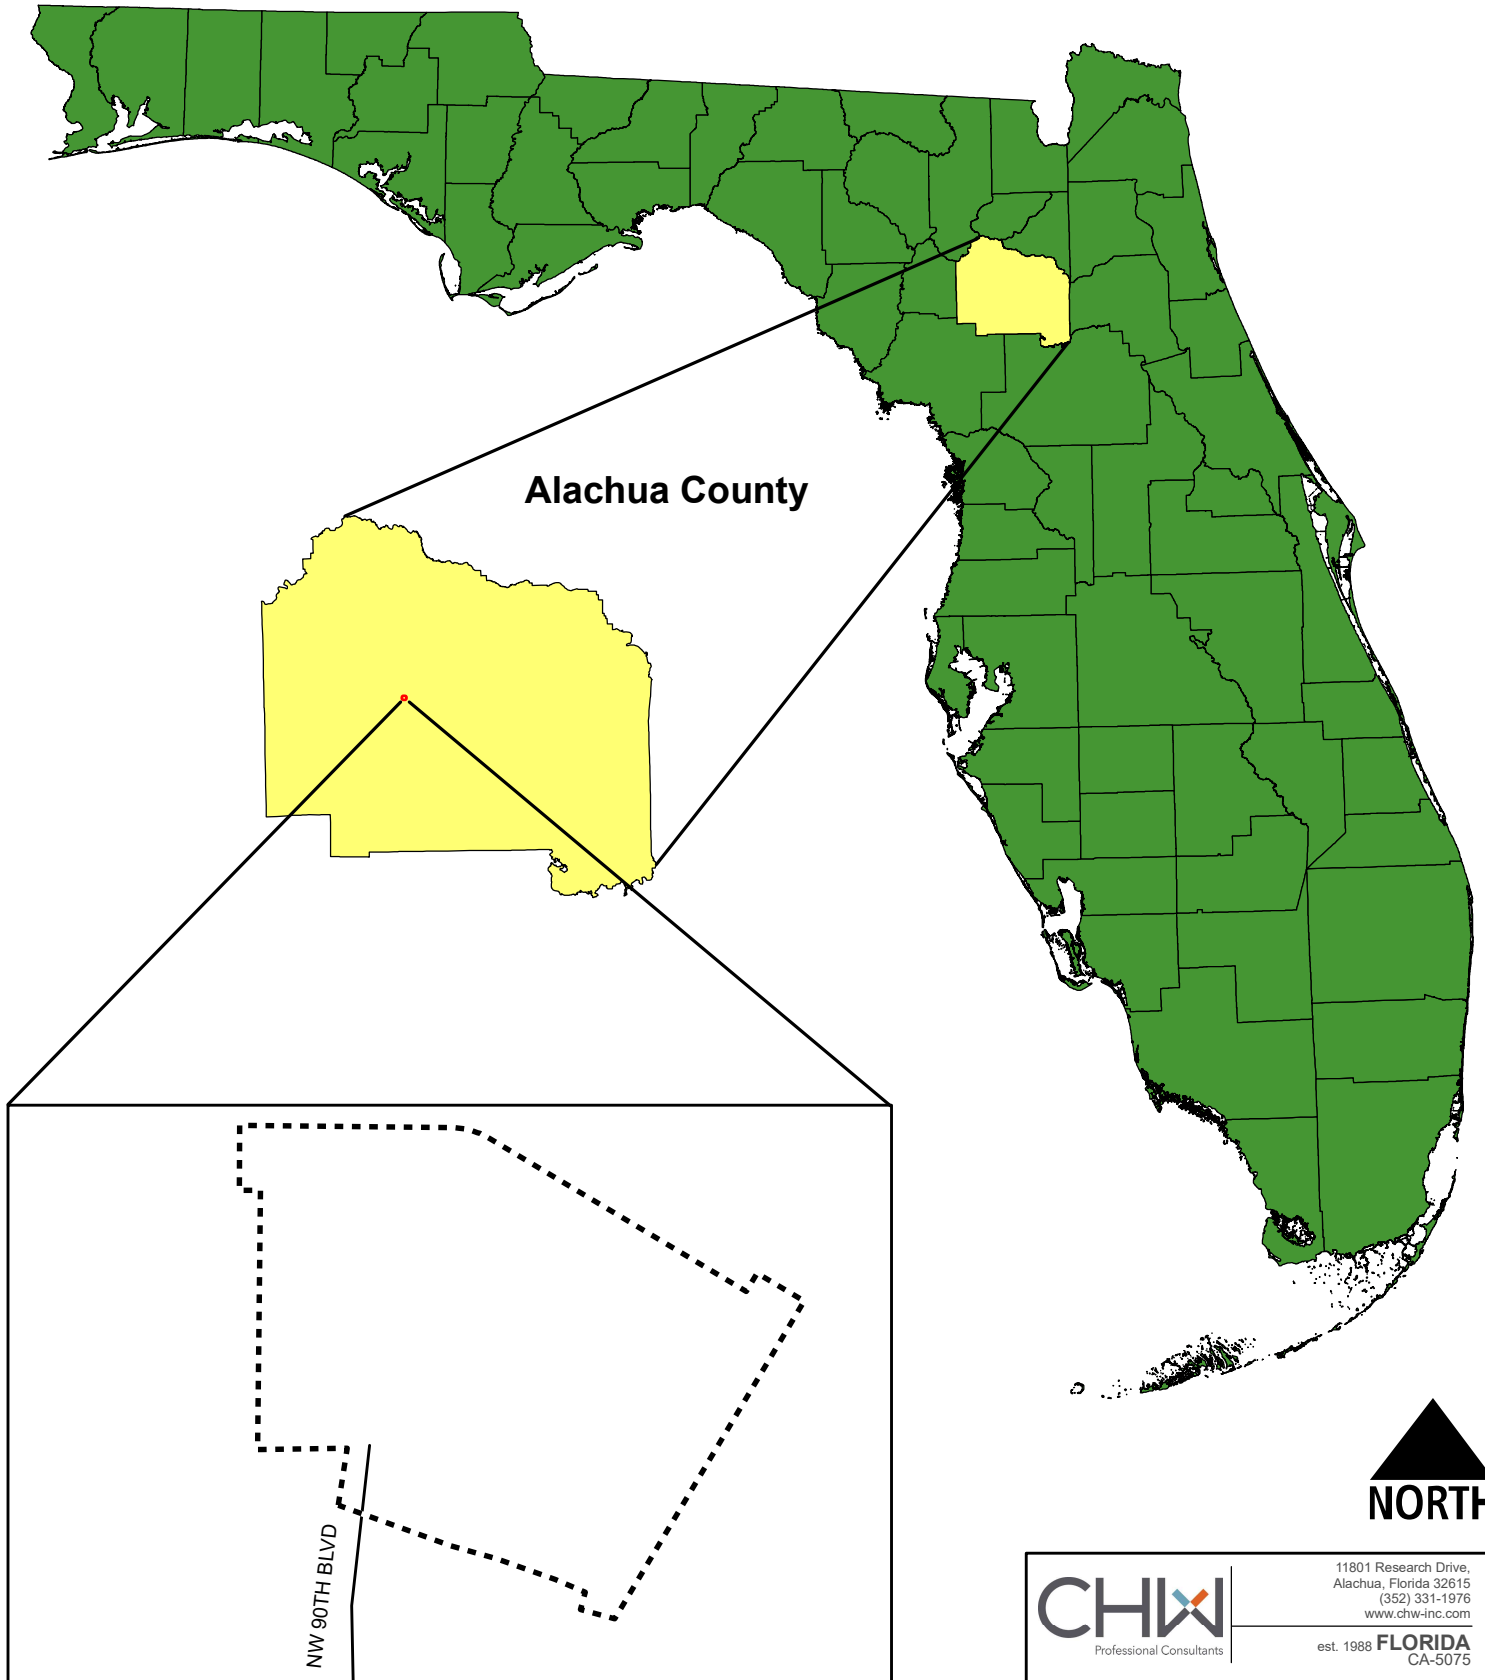 Alachua County
NW 90TH BLVD
NORTH
CHW
Professional Consultants
11801 Research Drive,
Alachua, Florida 32615
(352) 331-1976
www.chw-inc.com
est. 1988 FLORIDA
CA-5075